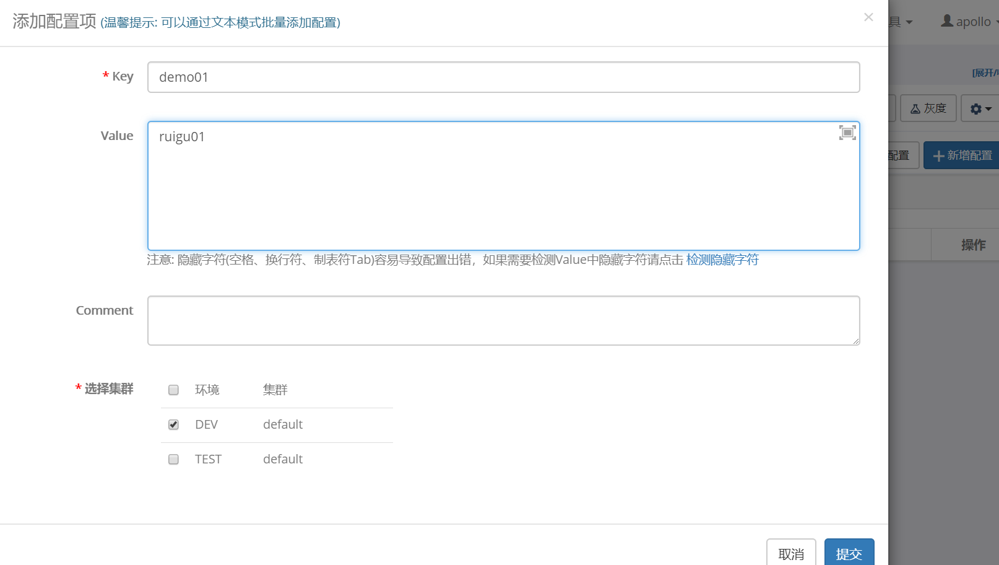 添加配置项 (温馨提示: 可以通过文本模式批量添加配置)
×
具
apollo
* Key
demo01
[展开/
灰度
Value
ruigu01
配置
新增配置
操作
注意: 隐藏字符(空格、换行符、制表符Tab)容易导致配置出错，如果需要检测Value中隐藏字符请点击 检测隐藏字符
Comment
* 选择集群
环境 集群
DEV default
TEST default
取消 提交